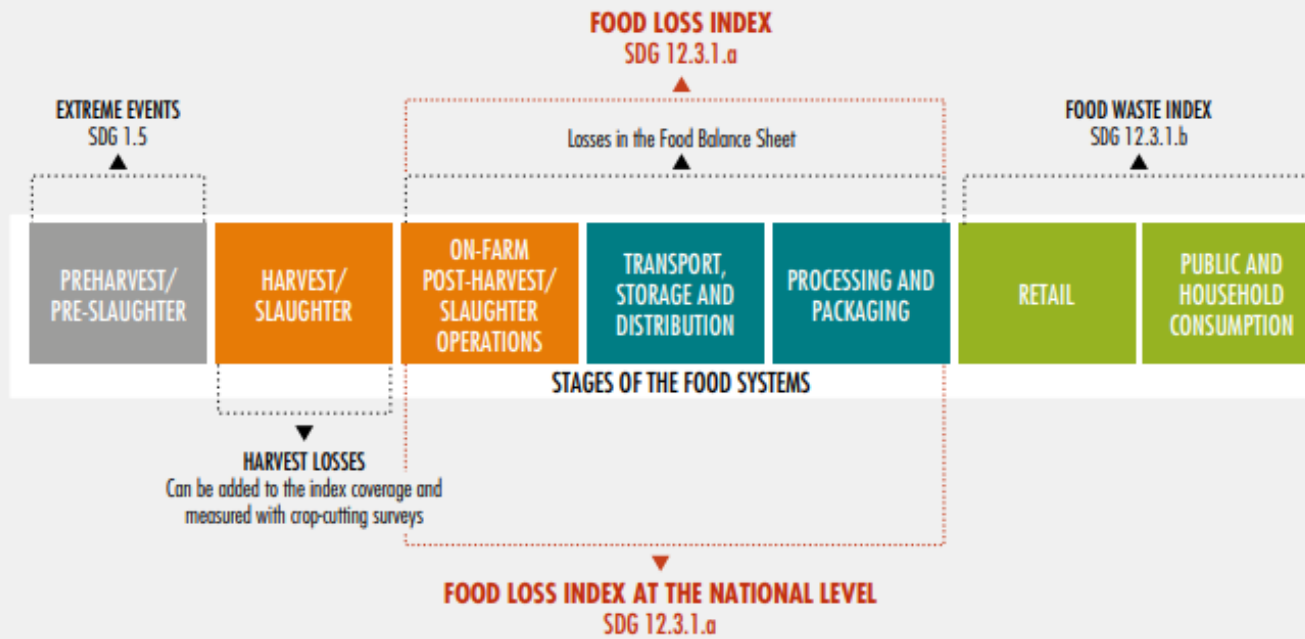 FOOD LOSS INDEX
SDG 12.3.1.a
EXTREME EVENTS
SDG 1.5
Losses in the Food Balance Sheet
FOOD WASTE INDEX
SDG 12.3.1.b
PREHARVEST/
PRE-SLAUGHTER
HARVEST/
SLAUGHTER
ON-FARM
POST-HARVEST/
SLAUGHTER
OPERATIONS
TRANSPORT,
STORAGE AND
DISTRIBUTION
PROCESSING AND
PACKAGING
RETAIL
PUBLIC AND
HOUSEHOLD
CONSUMPTION
STAGES OF THE FOOD SYSTEMS
HARVEST LOSSES
Can be added to the index coverage and
measured with crop-cutting surveys
FOOD LOSS INDEX AT THE NATIONAL LEVEL
SDG 12.3.1.a